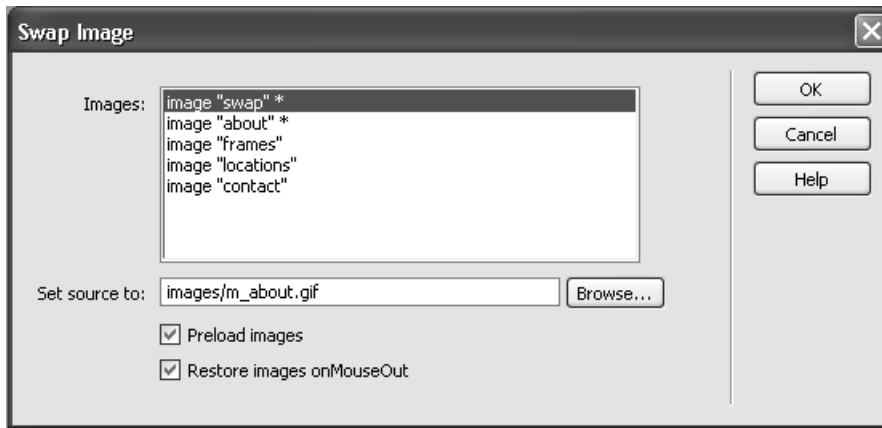 Swap Image
Images:
image "swap" *
image "about" *
image "frames"
image "locations"
image "contact"
Set source to:
images/m_about.gif
Browse...
Preload images
Restore images onMouseOut
OK
Cancel
Help